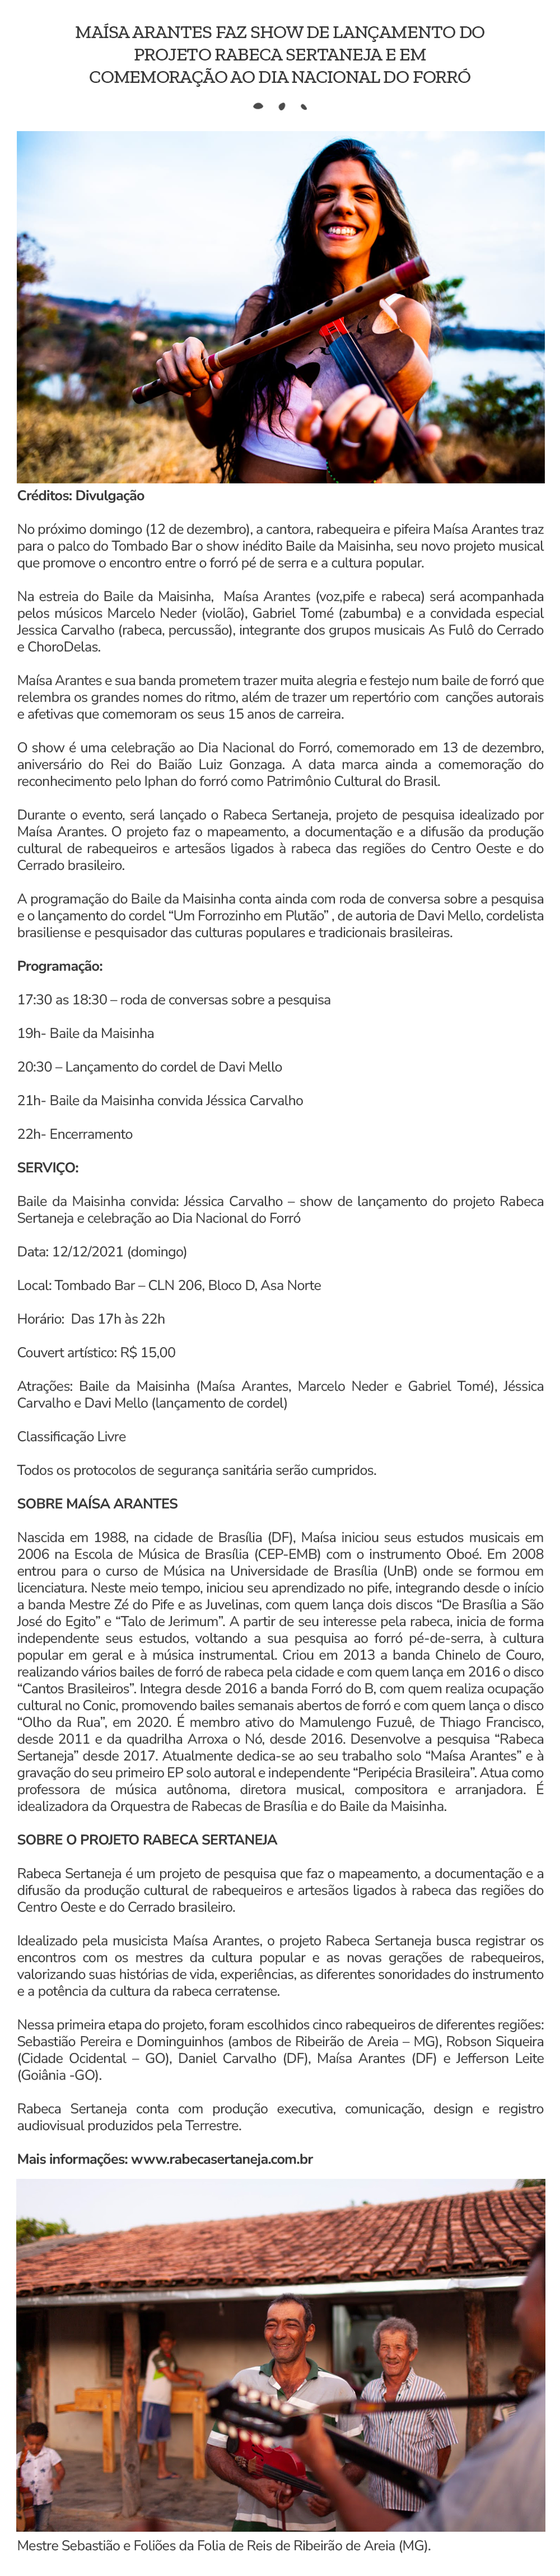 MAÍSA ARANTES FAZ SHOW DE LANÇAMENTO DO
PROJETO RABECA SERTANEJA E EM
COMEMORAÇÃO AO DIA NACIONAL DO FORRÓ
Créditos: Divulgação
No próximo domingo (12 de dezembro), a cantora, rabequeira e pifeira Maísa Arantes traz
para o palco do Tombado Bar o show inédito Baile da Maisinha, seu novo projeto musical
que promove o encontro entre o forró pé de serra e a cultura popular.
Na estreia do Baile da Maisinha, Maísa Arantes (voz,pife e rabeca) será acompanhada
pelos músicos Marcelo Neder (violão), Gabriel Tomé (zabumba) e a convidada especial
Jessica Carvalho (rabeca, percussão), integrante dos grupos musicais As Fulô do Cerrado
e ChoroDelas.
Maísa Arantes e sua banda prometem trazer muita alegria e festejo num baile de forró que
relembra os grandes nomes do ritmo, além de trazer um repertório com canções autorais
e afetivas que comemoram os seus 15 anos de carreira.
O show é uma celebração ao Dia Nacional do Forró, comemorado em 13 de dezembro,
aniversário do Rei do Baião Luiz Gonzaga. A data marca ainda a comemoração do
reconhecimento pelo Iphan do forró como Patrimônio Cultural do Brasil.
Durante o evento, será lançado o Rabeca Sertaneja, projeto de pesquisa idealizado por
Maísa Arantes. O projeto faz o mapeamento, a documentação e a difusão da produção
cultural de rabequeiros e artesãos ligados à rabeca das regiões do Centro Oeste e do
Cerrado brasileiro.
A programação do Baile da Maisinha conta ainda com roda de conversa sobre a pesquisa
e o lançamento do cordel “Um Forrozinho em Plutão” , de autoria de Davi Mello, cordelista
brasiliense e pesquisador das culturas populares e tradicionais brasileiras.
Programação:
17:30 as 18:30 – roda de conversas sobre a pesquisa
19h- Baile da Maisinha
20:30 – Lançamento do cordel de Davi Mello
21h- Baile da Maisinha convida Jéssica Carvalho
22h- Encerramento
SERVIÇO:
Baile da Maisinha convida: Jéssica Carvalho – show de lançamento do projeto Rabeca
Sertaneja e celebração ao Dia Nacional do Forró
Data: 12/12/2021 (domingo)
Local: Tombado Bar – CLN 206, Bloco D, Asa Norte
Horário: Das 17h às 22h
Couvert artístico: R$ 15,00
Atrações: Baile da Maisinha (Maísa Arantes, Marcelo Neder e Gabriel Tomé), Jéssica
Carvalho e Davi Mello (lançamento de cordel)
Classificação Livre
Todos os protocolos de segurança sanitária serão cumpridos.
SOBRE MAÍSA ARANTES
Nascida em 1988, na cidade de Brasília (DF), Maísa iniciou seus estudos musicais em
2006 na Escola de Música de Brasília (CEP-EMB) com o instrumento Oboé. Em 2008
entrou para o curso de Música na Universidade de Brasília (UnB) onde se formou em
licenciatura. Neste meio tempo, iniciou seu aprendizado no pife, integrando desde o início
a banda Mestre Zé do Pife e as Juvelinas, com quem lança dois discos “De Brasília a São
José do Egito” e “Talo de Jerimum”. A partir de seu interesse pela rabeca, inicia de forma
independente seus estudos, voltando a sua pesquisa ao forró pé-de-serra, à cultura
popular em geral e à música instrumental. Criou em 2013 a banda Chinelo de Couro,
realizando vários bailes de forró de rabeca pela cidade e com quem lança em 2016 o disco
“Cantos Brasileiros”. Integra desde 2016 a banda Forró do B, com quem realiza ocupação
cultural no Conic, promovendo bailes semanais abertos de forró e com quem lança o disco
“Olho da Rua”, em 2020. É membro ativo do Mamulengo Fuzuê, de Thiago Francisco,
desde 2011 e da quadrilha Arroxa o Nó, desde 2016. Desenvolve a pesquisa “Rabeca
Sertaneja” desde 2017. Atualmente dedica-se ao seu trabalho solo “Maísa Arantes” e à
gravação do seu primeiro EP solo autoral e independente “Peripécia Brasileira”. Atua como
professora de música autônoma, diretora musical, compositora e arranjadora. É
idealizadora da Orquestra de Rabecas de Brasília e do Baile da Maisinha.
SOBRE O PROJETO RABECA SERTANEJA
Rabeca Sertaneja é um projeto de pesquisa que faz o mapeamento, a documentação e a
difusão da produção cultural de rabequeiros e artesãos ligados à rabeca das regiões do
Centro Oeste e do Cerrado brasileiro.
Idealizado pela musicista Maísa Arantes, o projeto Rabeca Sertaneja busca registrar os
encontros com os mestres da cultura popular e as novas gerações de rabequeiros,
valorizando suas histórias de vida, experiências, as diferentes sonoridades do instrumento
e a potência da cultura da rabeca cerratense.
Nessa primeira etapa do projeto, foram escolhidos cinco rabequeiros de diferentes regiões:
Sebastião Pereira e Dominguinhos (ambos de Ribeirão de Areia – MG), Robson Siqueira
(Cidade Ocidental – GO), Daniel Carvalho (DF), Maísa Arantes (DF) e Jefferson Leite
(Goiânia -GO).
Rabeca Sertaneja conta com produção executiva, comunicação, design e registro
audiovisual produzidos pela Terrestre.
Mais informações: www.rabecasertaneja.com.br
Mestre Sebastião e Foliões da Folia de Reis de Ribeirão de Areia (MG).